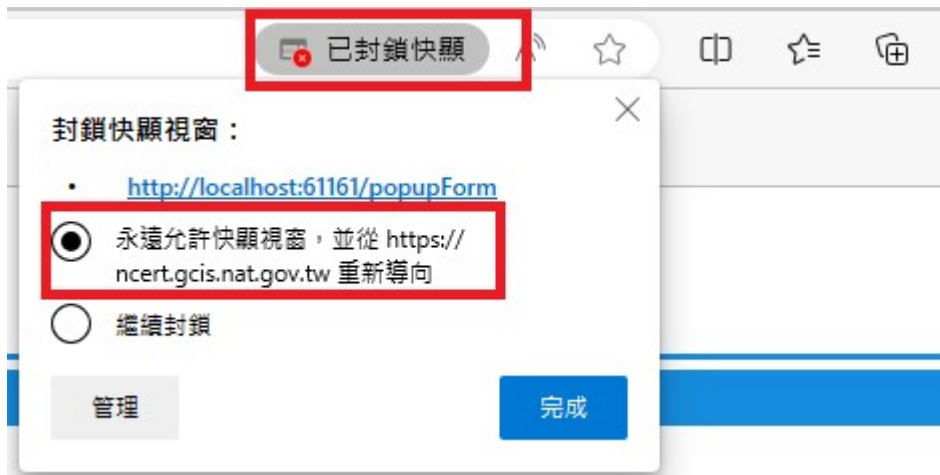 已封鎖快顯
封鎖快顯視窗：
• http://localhost:61161/popupForm
永遠允許快顯視窗，並從 https://
ncert.gcis.nat.gov.tw 重新導向
繼續封鎖
管理
完成